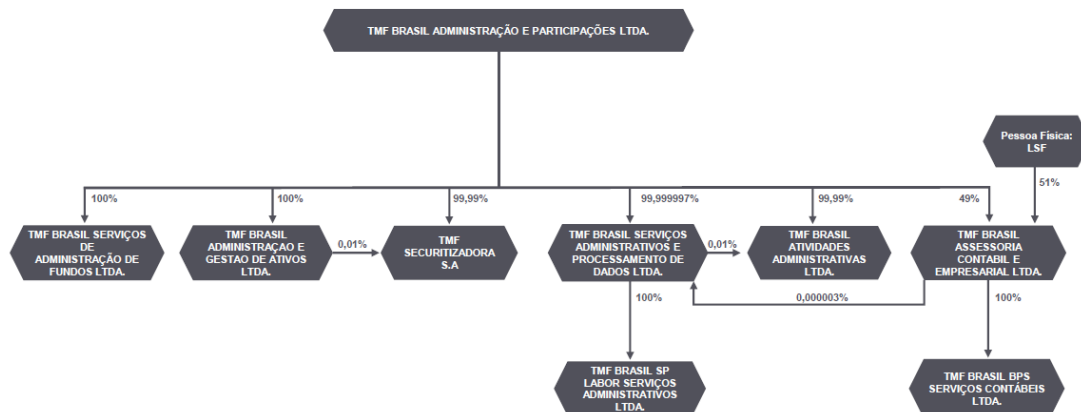 TMF BRASIL ADMINISTRAÇÃO E PARTICIPAÇÕES LTDA.
Pessoa Física:
LSF
100%
100%
99,99%
99,999997%
99,99%
49%
51%
TMF BRASIL SERVIÇOS
DE
ADMINISTRAÇÃO DE
FUNDOS LTDA.
TMF BRASIL
ADMINISTRAÇAO E
GESTAO DE ATIVOS LTDA.
0,01%
TMF
SECURITIZADORA
S.A
TMF BRASIL SERVIÇOS
ADMINISTRATIVOS E
PROCESSAMENTO DE
DADOS LTDA.
0,01%
TMF BRASIL
ATIVIDADES
ADMINISTRATIVAS
LTDA.
TMF BRASIL
ASSESSORIA
CONTABIL E
EMPRESARIAL LTDA.
100%
0,000003%
100%
TMF BRASIL SP
LABOR SERVIÇOS
ADMINISTRATIVOS
LTDA.
TMF BRASIL BPS
SERVIÇOS CONTÁBEIS
LTDA.